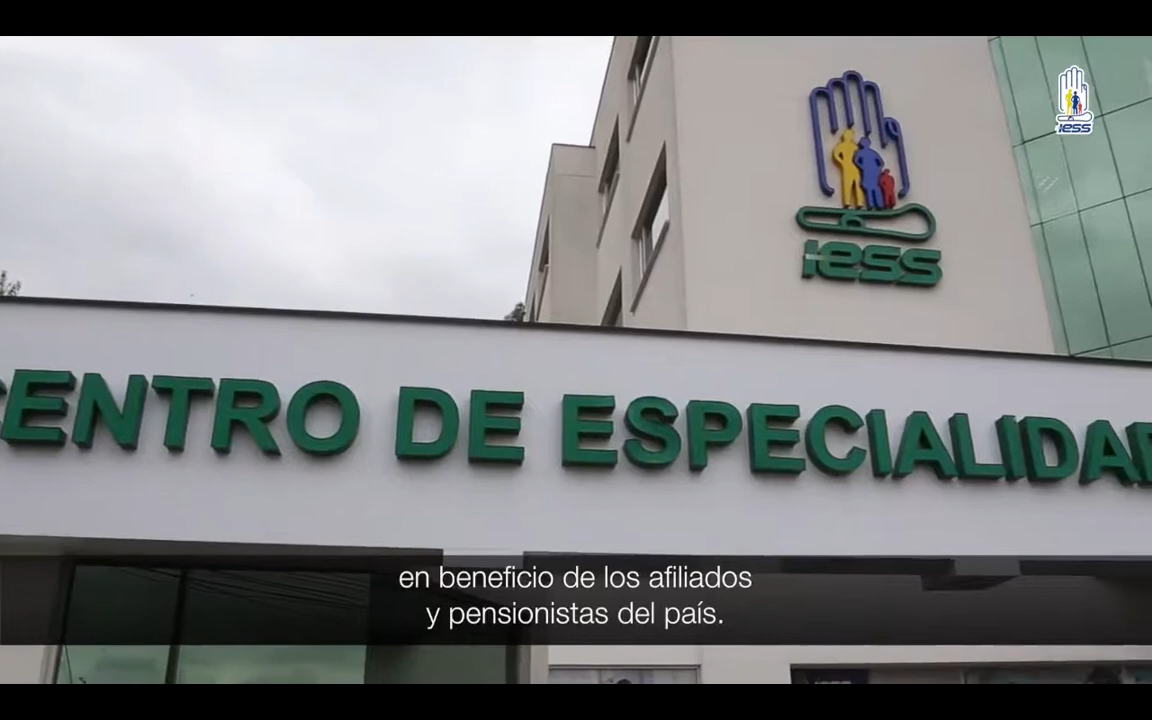 IESS
IESS
CENTRO DE ESPECIALIDAD
en beneficio de los afiliados
y pensionistas del país.